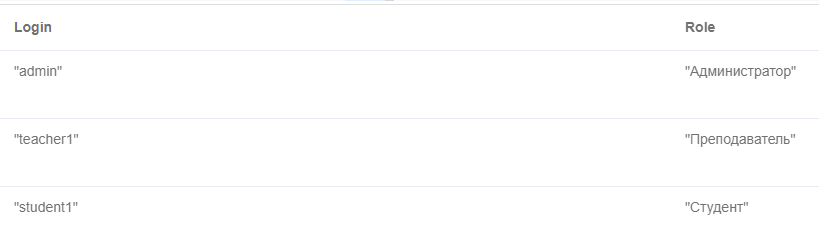 Login Role
"admin" "Администратор"
"teacher1" "Преподаватель"
"student1" "Студент"